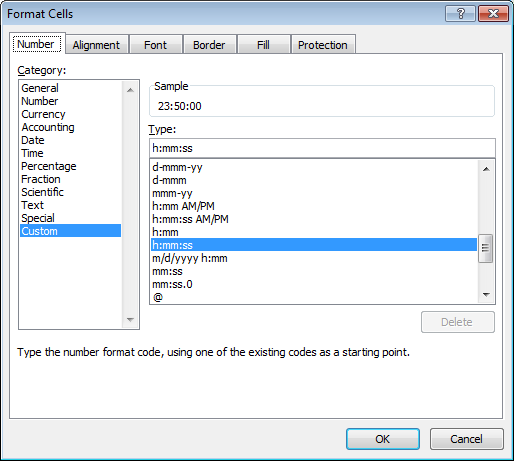 Format Cells
Number Alignment Font Border Fill Protection
Category:
General
Number
Currency
Accounting
Date
Time
Percentage
Fraction
Scientific
Text
Special
Custom
Sample
23:50:00
Type:
h:mm:ss
d-mmm-yy
d-mmm
mmm-yy
h:mm AM/PM
h:mm:ss AM/PM
h:mm
h:mm:ss
m/d/yyyy h:mm
mm:ss
mm:ss.0
@
Delete
Type the number format code, using one of the existing codes as a starting point.
OK Cancel